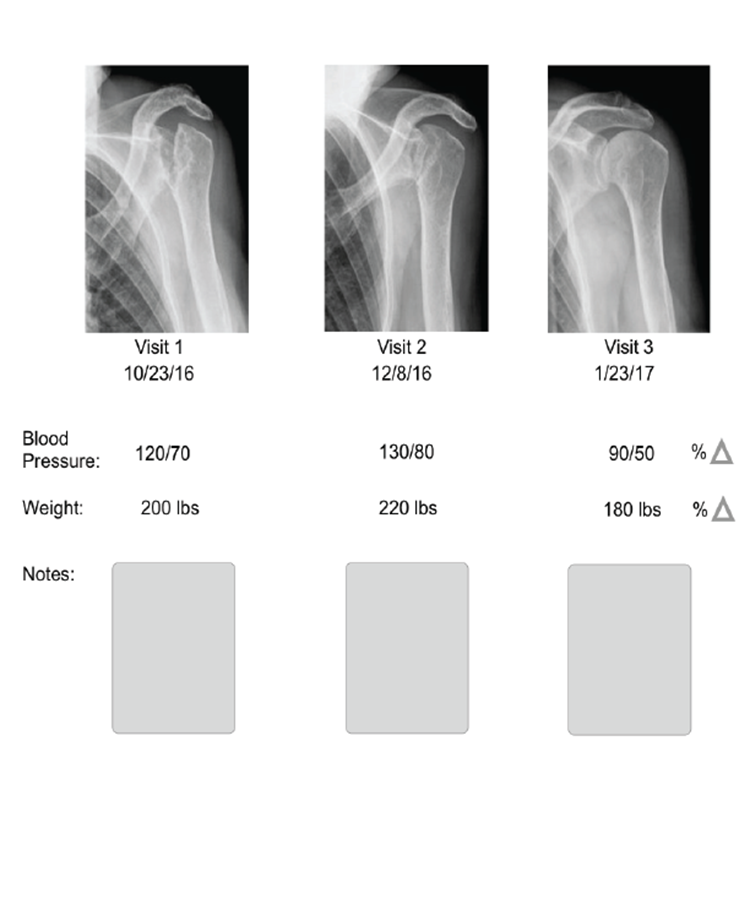 Visit 1
10/23/16
Visit 2
12/8/16
Visit 3
1/23/17
Blood
Pressure:
120/70
130/80
90/50
% Δ
Weight:
200 lbs
220 lbs
180 lbs
% Δ
Notes: